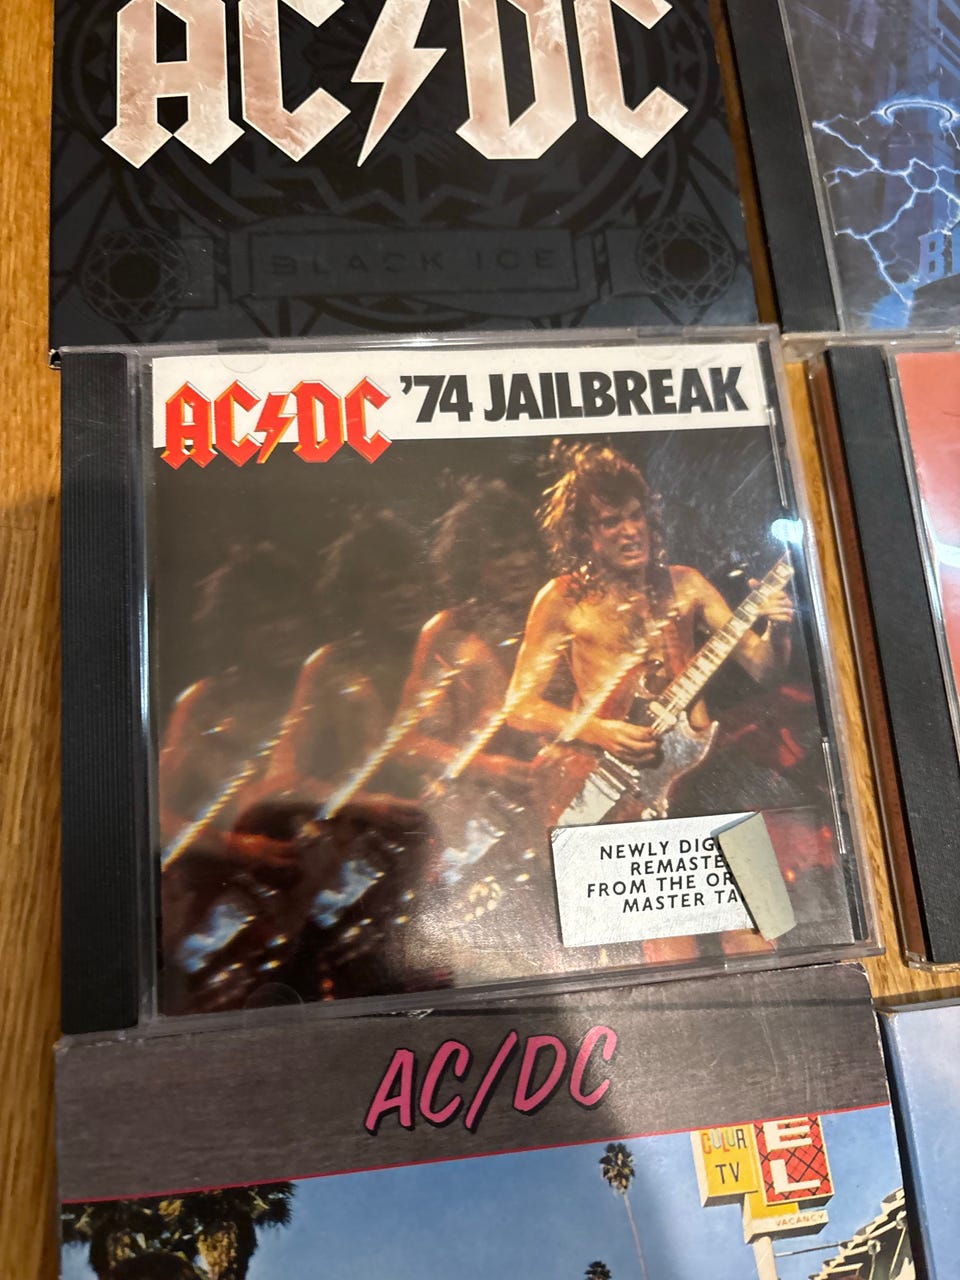 AC/DC
BLACK ICE
AC/DC '74 JAILBREAK
NEWLY DIG
REMASTE
FROM THE OR
MASTER TA
AC/DC
COLOR
TV
EL
VACANCY